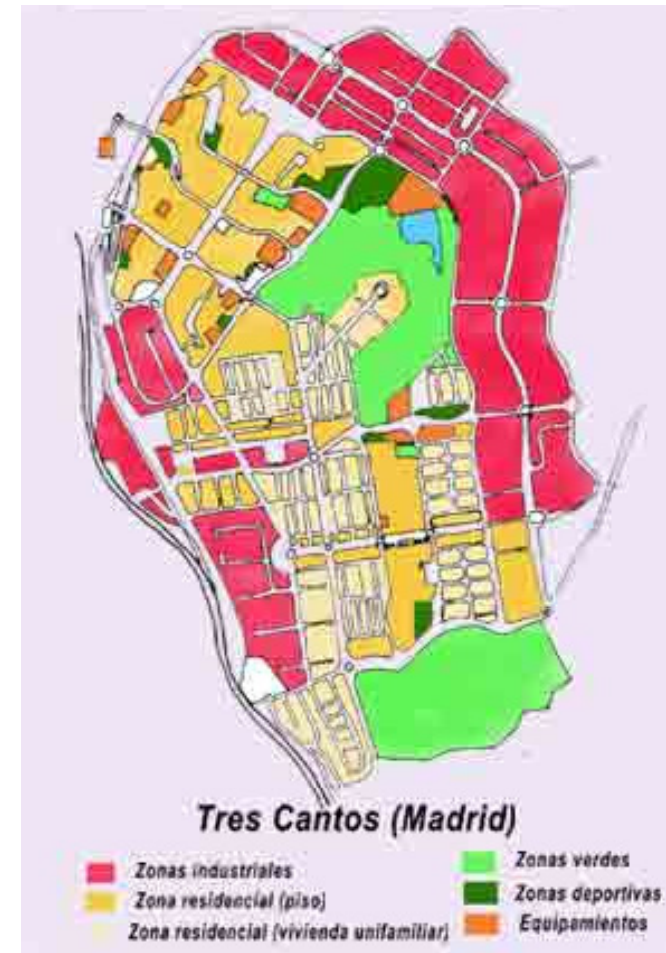 Tres Cantos (Madrid)
Zonas industriales
Zona residencial (piso)
Zona residencial (vivienda unifamiliar)
Zonas verdes
Zonas deportivas
Equipamientos